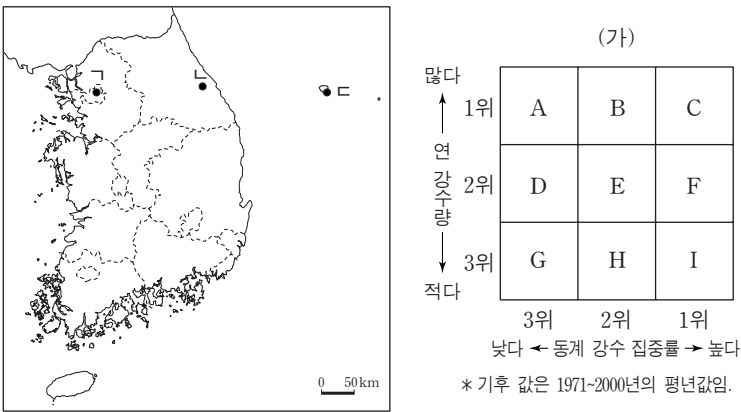 ㄱ
ㄴ
ㄷ
0 50km
(가)
많다
1위 A B C
연 강수량
2위 D E F
3위 G H I
적다
3위 2위 1위
낮다 동계 강수 집중률 높다
* 기후 값은 1971~2000년의 평년값임.